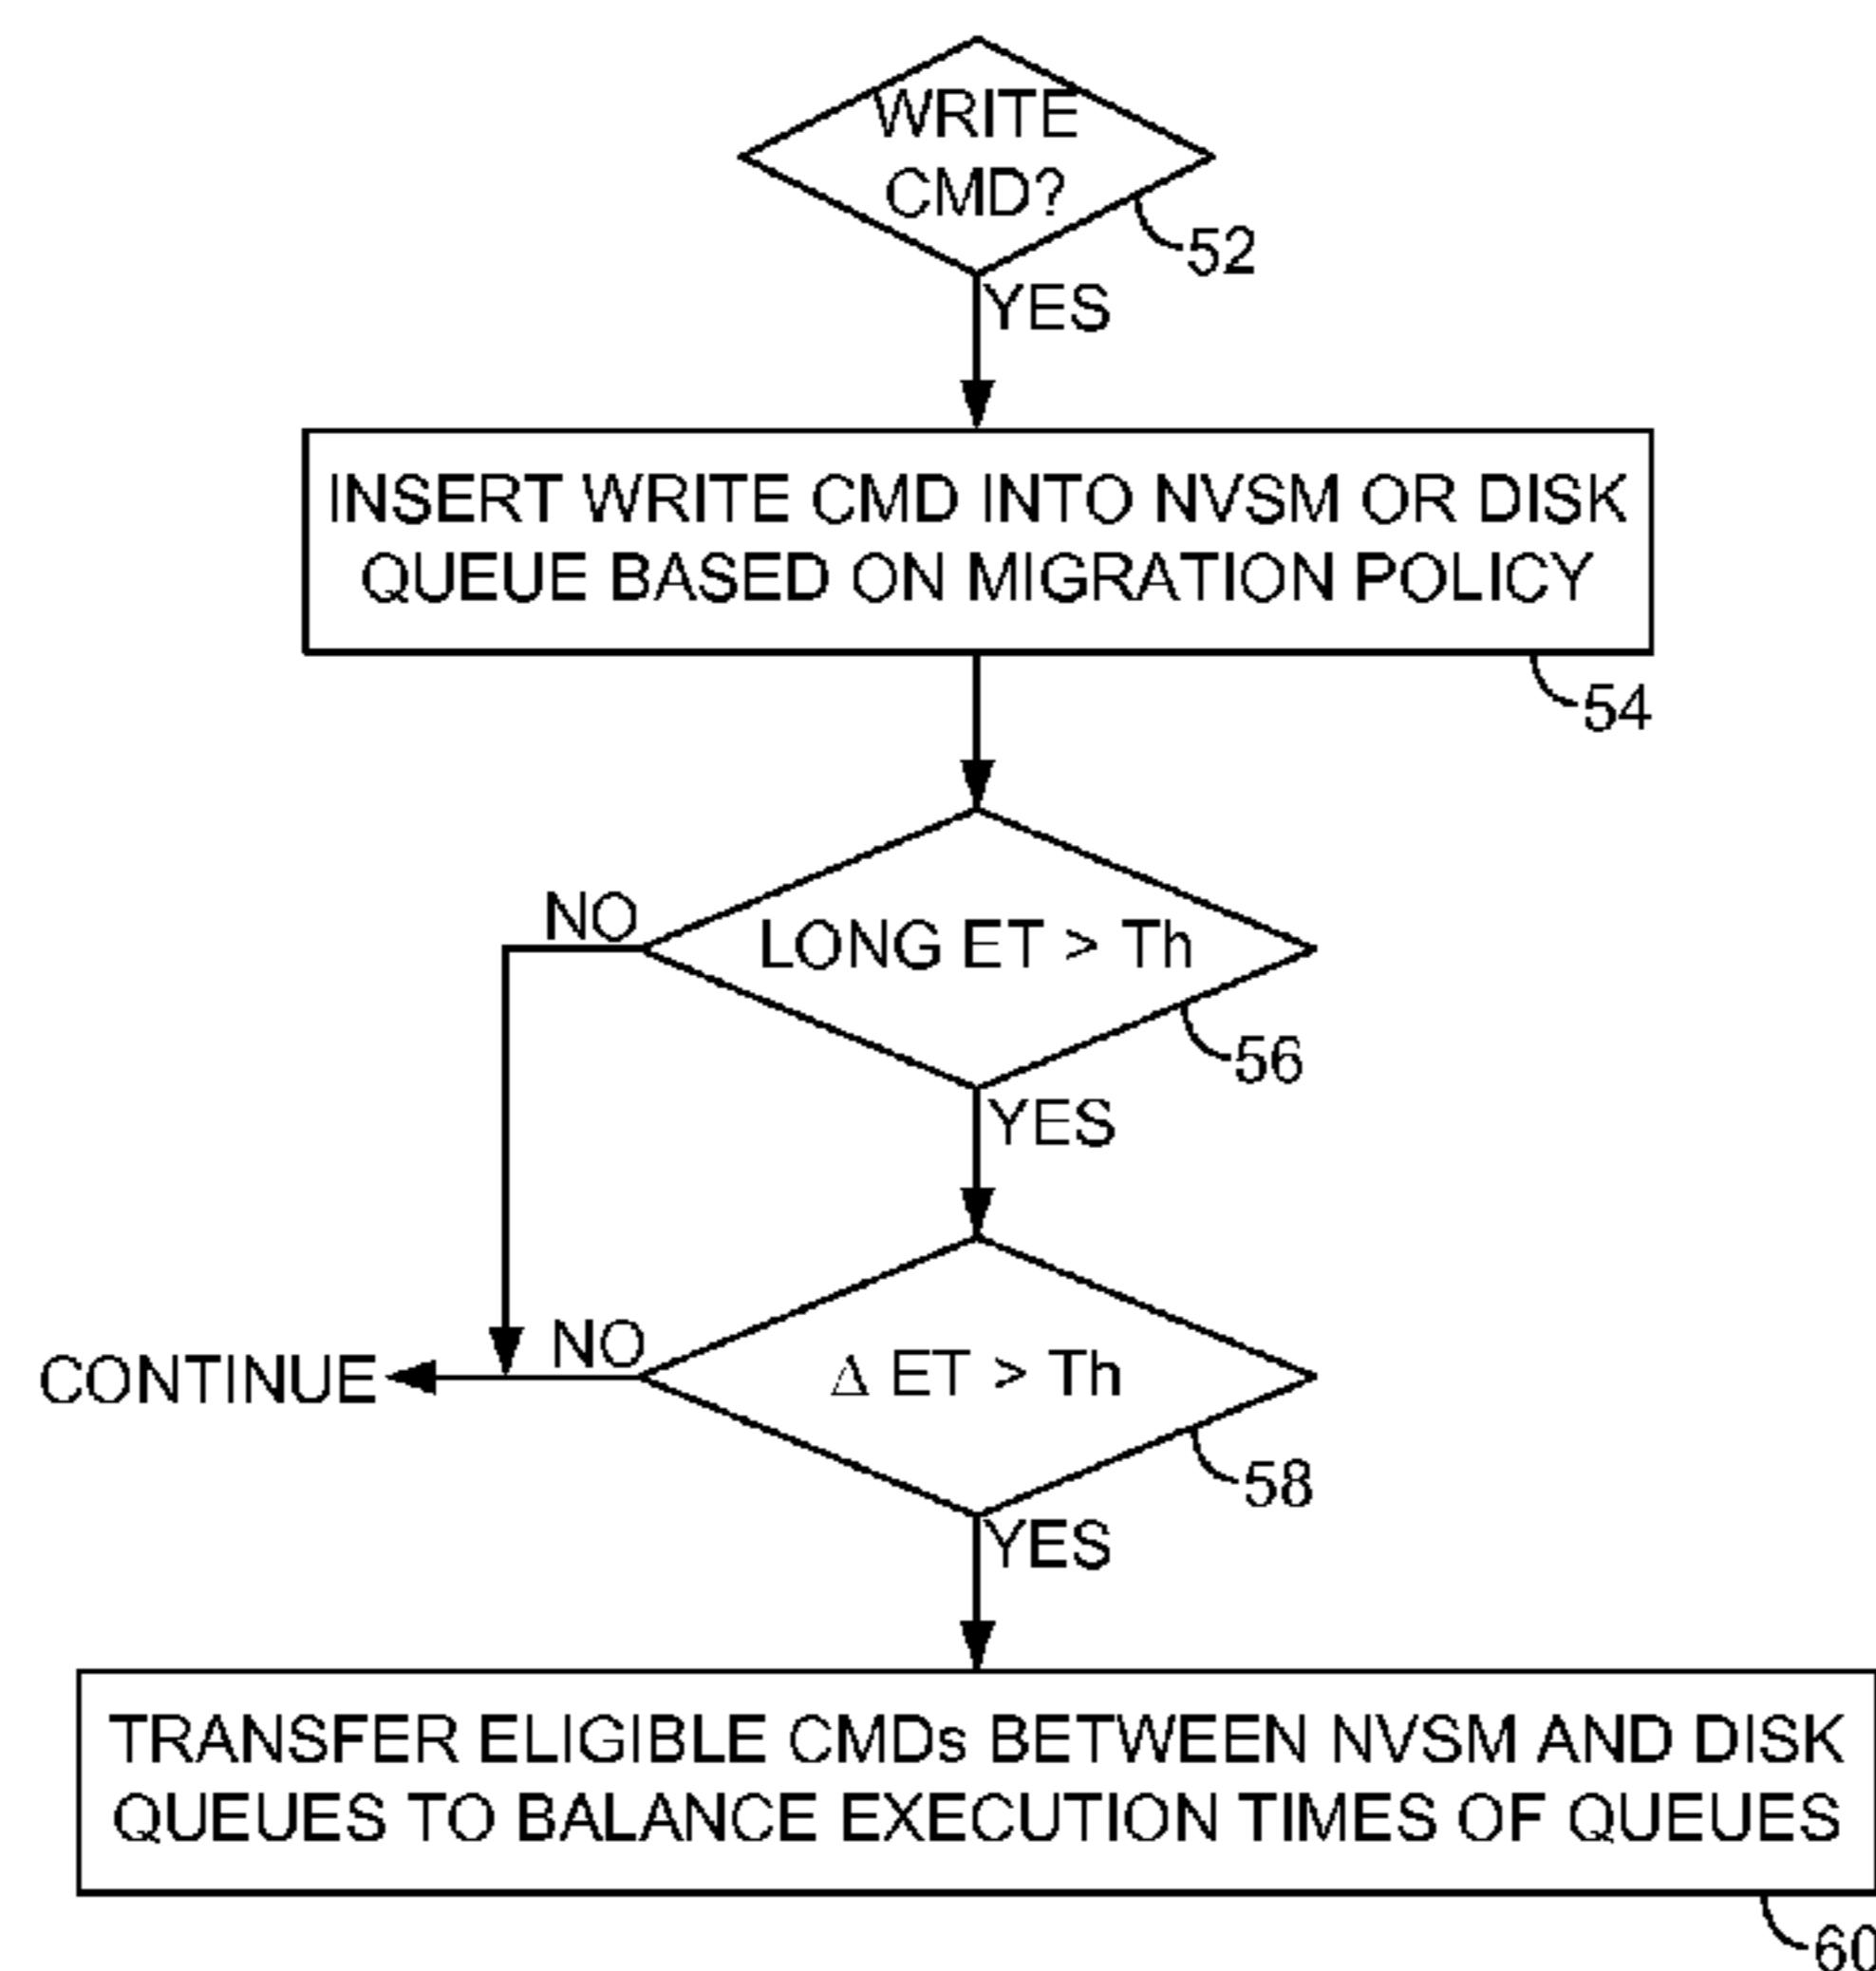 WRITE
CMD?
52
YES
INSERT WRITE CMD INTO NVSM OR DISK
QUEUE BASED ON MIGRATION POLICY
54
NO
LONG ET > Th
56
YES
CONTINUE
NO
Δ ET > Th
58
YES
TRANSFER ELIGIBLE CMDs BETWEEN NVSM AND DISK
QUEUES TO BALANCE EXECUTION TIMES OF QUEUES
60